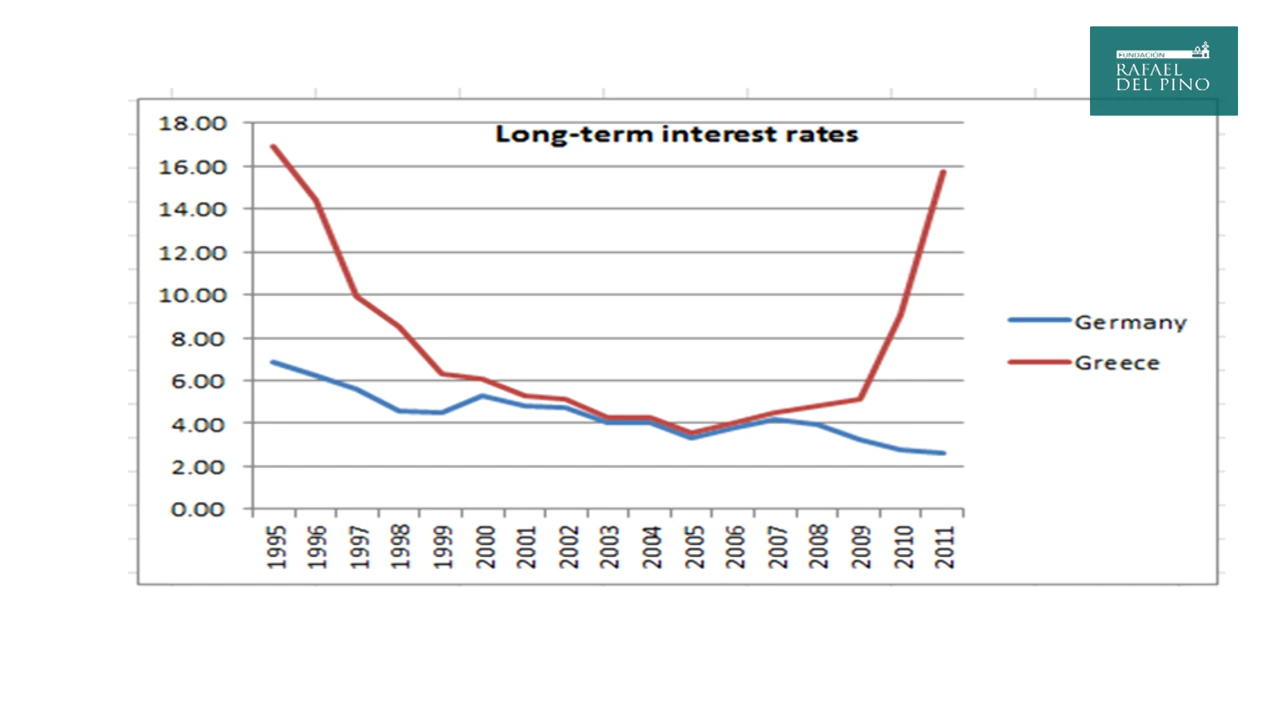 FUNDACIÓN
RAFAEL
DEL PINO
Long-term interest rates
18.00
16.00
14.00
12.00
10.00
8.00
6.00
4.00
2.00
0.00
1995 1996 1997 1998 1999 2000 2001 2002 2003 2004 2005 2006 2007 2008 2009 2010 2011
Germany
Greece